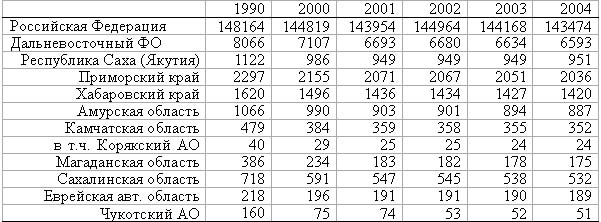 1990 2000 2001 2002 2003 2004
Российская Федерация 148164 144819 143954 144964 144168 143474
Дальневосточный ФО 8066 7107 6693 6680 6634 6593
Республика Саха (Якутия) 1122 986 949 949 949 951
Приморский край 2297 2155 2071 2067 2051 2036
Хабаровский край 1620 1496 1436 1434 1427 1420
Амурская область 1066 990 903 901 894 887
Камчатская область 479 384 359 358 355 352
в т.ч. Корякский АО 40 29 25 25 24 24
Магаданская область 386 234 183 182 178 175
Сахалинская область 718 591 547 545 538 532
Еврейская авт. область 218 196 191 191 190 189
Чукотский АО 160 75 74 53 52 51